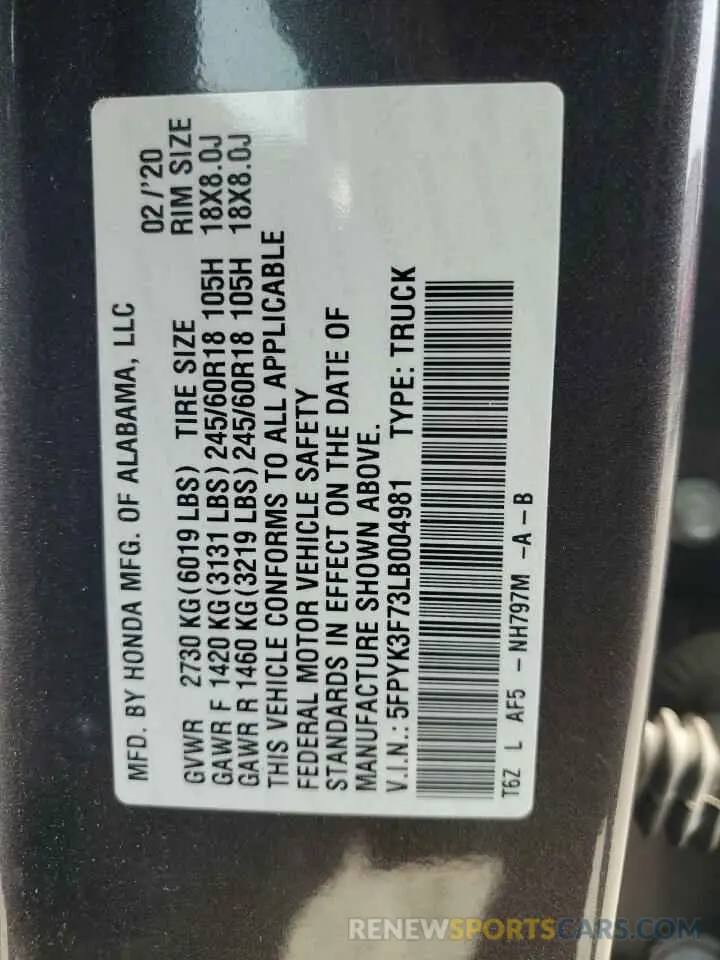 MFD. BY HONDA MFG. OF ALABAMA, LLC 02/'20
GVWR 2730 KG(6019 LBS) TIRE SIZE RIM SIZE
GAWR F 1420 KG(3131 LBS)245/60R18 105H 18X8.0J
GAWR R 1460 KG(3219 LBS)245/60R18 105H 18X8.0J
THIS VEHICLE CONFORMS TO ALL APPLICABLE
FEDERAL MOTOR VEHICLE SAFETY
STANDARDS IN EFFECT ON THE DATE OF
MANUFACTURE SHOWN ABOVE.
V.I.N.: 5FPYK3F73LB004981 TYPE: TRUCK
T6Z L AF5 -NH797M -A-B
RENEWSPORTSCARS.COM